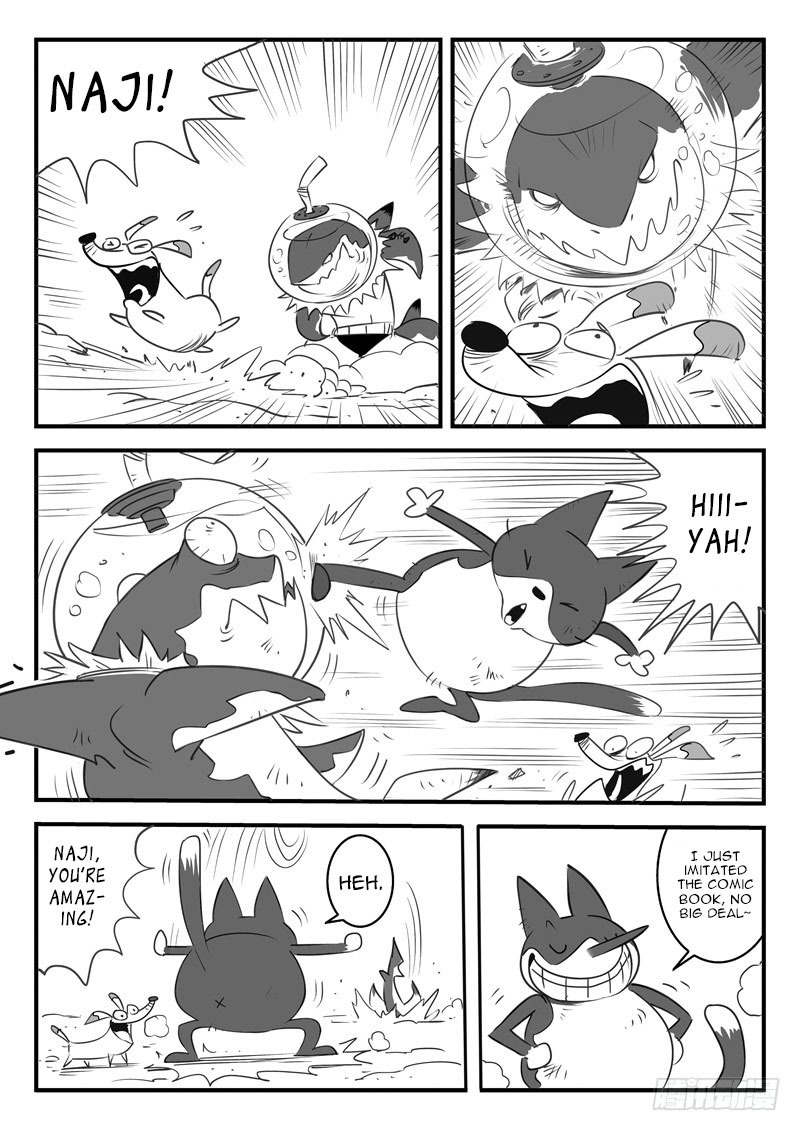 NAJI!
HIII-
YAH!
NAJI,
YOU'RE
AMAZ-
ING!
HEH.
I JUST
IMITATED
THE COMIC
BOOK, NO
BIG DEAL~